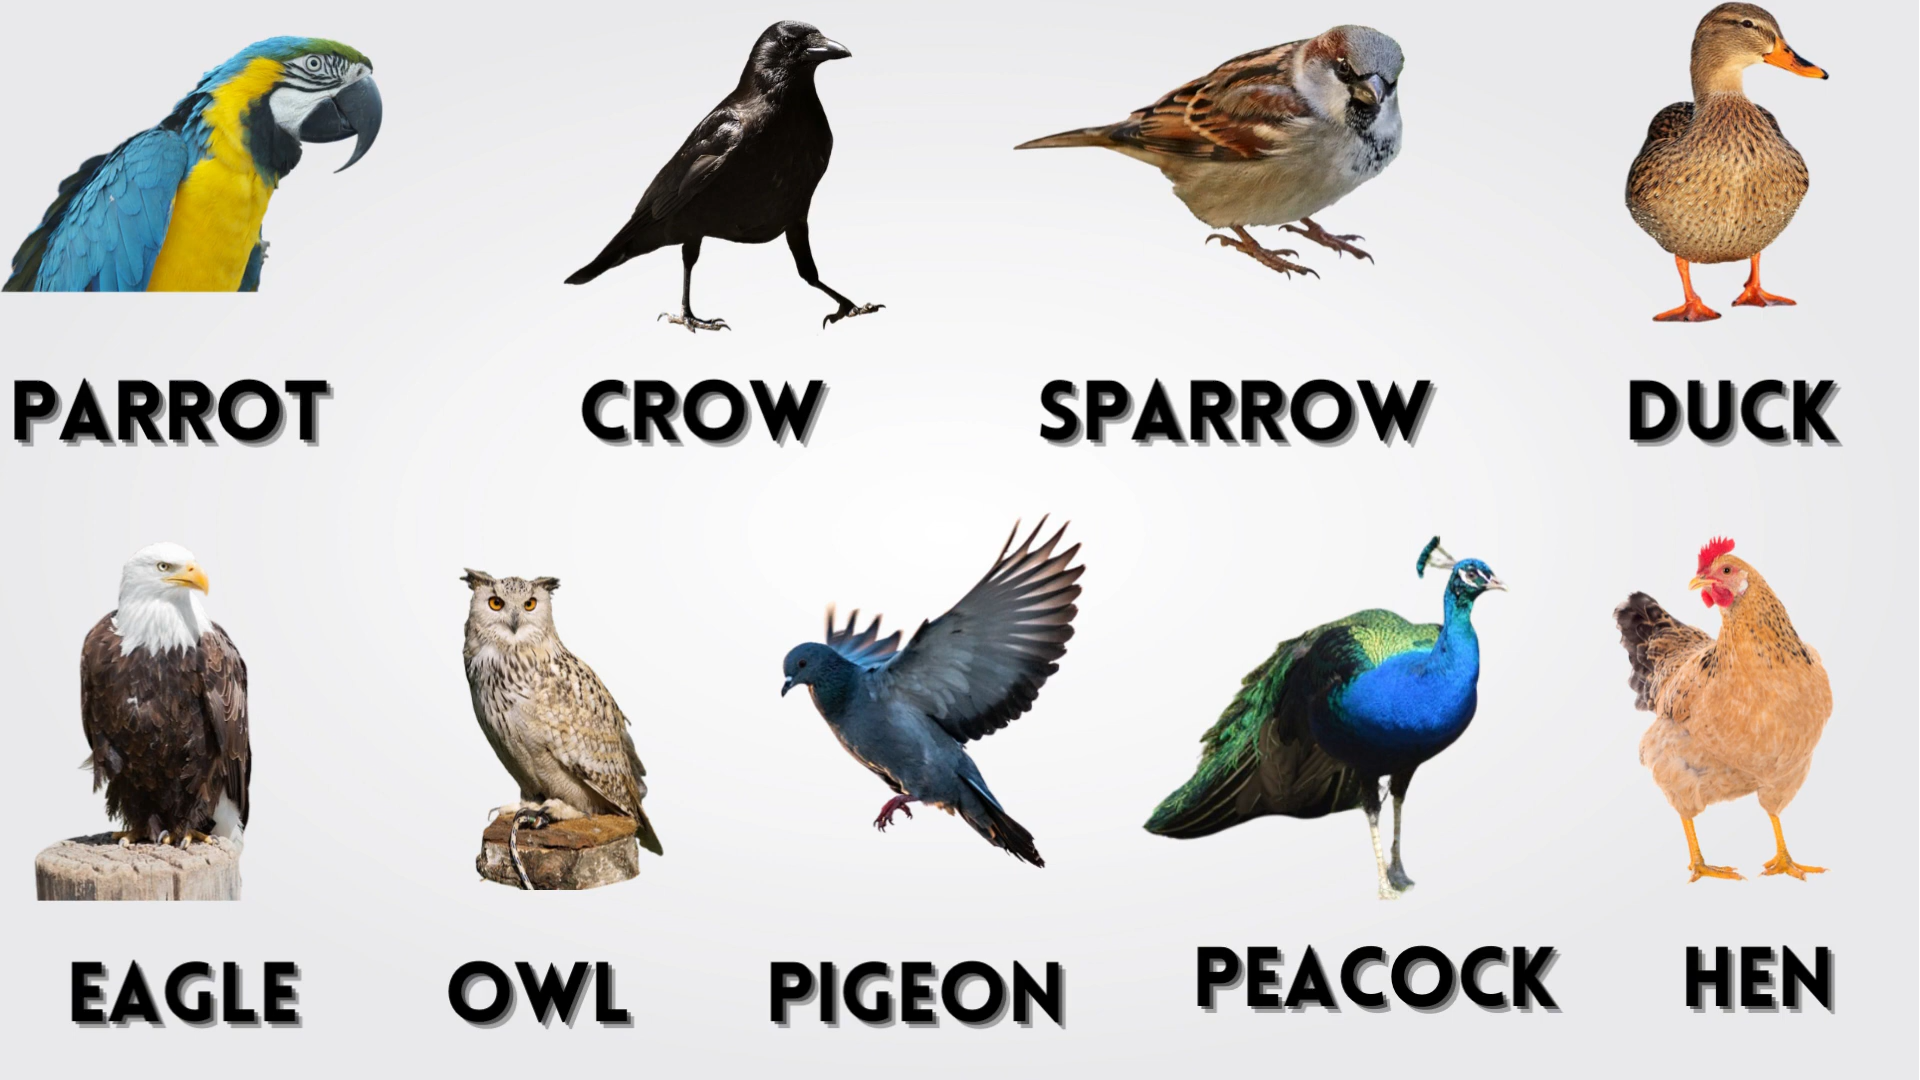 PARROT
CROW
SPARROW
DUCK
EAGLE
OWL
PIGEON
PEACOCK
HEN